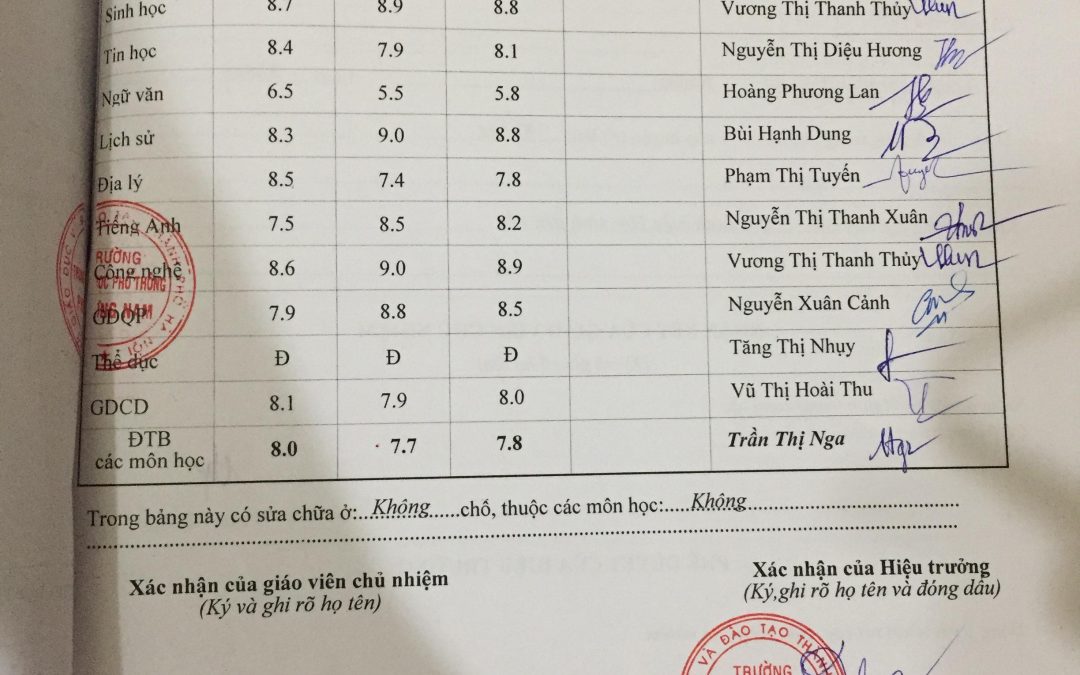 Sinh học 8.7 8.9 8.8 Vương Thị Thanh Thủy
Tin học 8.4 7.9 8.1 Nguyễn Thị Diệu Hương
Ngữ văn 6.5 5.5 5.8 Hoàng Phương Lan
Lịch sử 8.3 9.0 8.8 Bùi Hạnh Dung
Địa lý 8.5 7.4 7.8 Phạm Thị Tuyến
Tiếng Anh 7.5 8.5 8.2 Nguyễn Thị Thanh Xuân
Công nghệ 8.6 9.0 8.9 Vương Thị Thanh Thủy
GDQP 7.9 8.8 8.5 Nguyễn Xuân Cảnh
Thể dục Đ Đ Đ Tăng Thị Nhụy
GDCD 8.1 7.9 8.0 Vũ Thị Hoài Thu
ĐTB
các môn học 8.0 7.7 7.8 Trần Thị Nga
RƯỜNG
ỌC PHỔ THÔNG
NG NAM
Trong bảng này có sửa chữa ở:....Không......chố, thuộc các môn học:.....Không
Xác nhận của giáo viên chủ nhiệm
(Ký và ghi rõ họ tên)
Xác nhận của Hiệu trưởng
(Ký,ghi rõ họ tên và đóng dâu)
VÀ ĐÀO TẠO THÀNH
TRƯỜNG